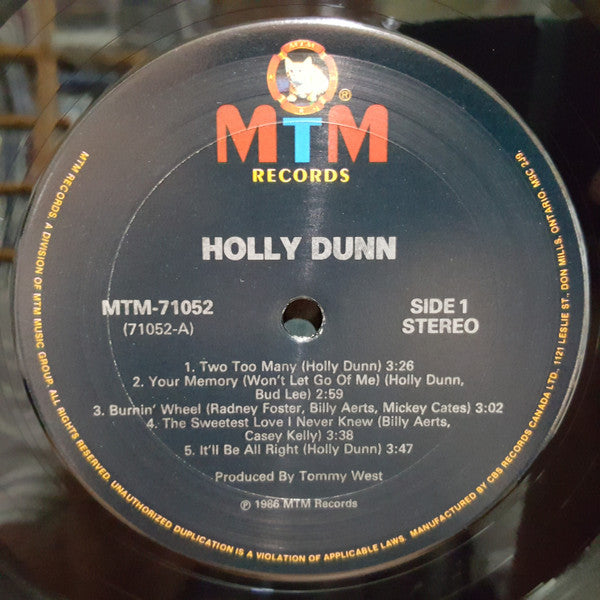 MTM
®
MTM
RECORDS
HOLLY DUNN
MTM-71052
(71052-A)
SIDE 1
STEREO
1. Two Too Many (Holly Dunn) 3:26
2. Your Memory (Won't Let Go Of Me) (Holly Dunn,
Bud Lee) 2:59
3. Burnin' Wheel (Radney Foster, Billy Aerts, Mickey Cates) 3:02
4. The Sweetest Love I Never Knew (Billy Aerts,
Casey Kelly) 3:38
5. It'll Be All Right (Holly Dunn) 3:47
Produced By Tommy West
℗ 1986 MTM Records
MTM RECORDS, A DIVISION OF MTM MUSIC GROUP. ALL RIGHTS RESERVED. UNAUTHORIZED DUPLICATION IS A VIOLATION OF APPLICABLE LAWS. MANUFACTURED BY CBS RECORDS CANADA LTD., 1121 LESLIE ST., DON MILLS, ONTARIO, M3C 2J9.